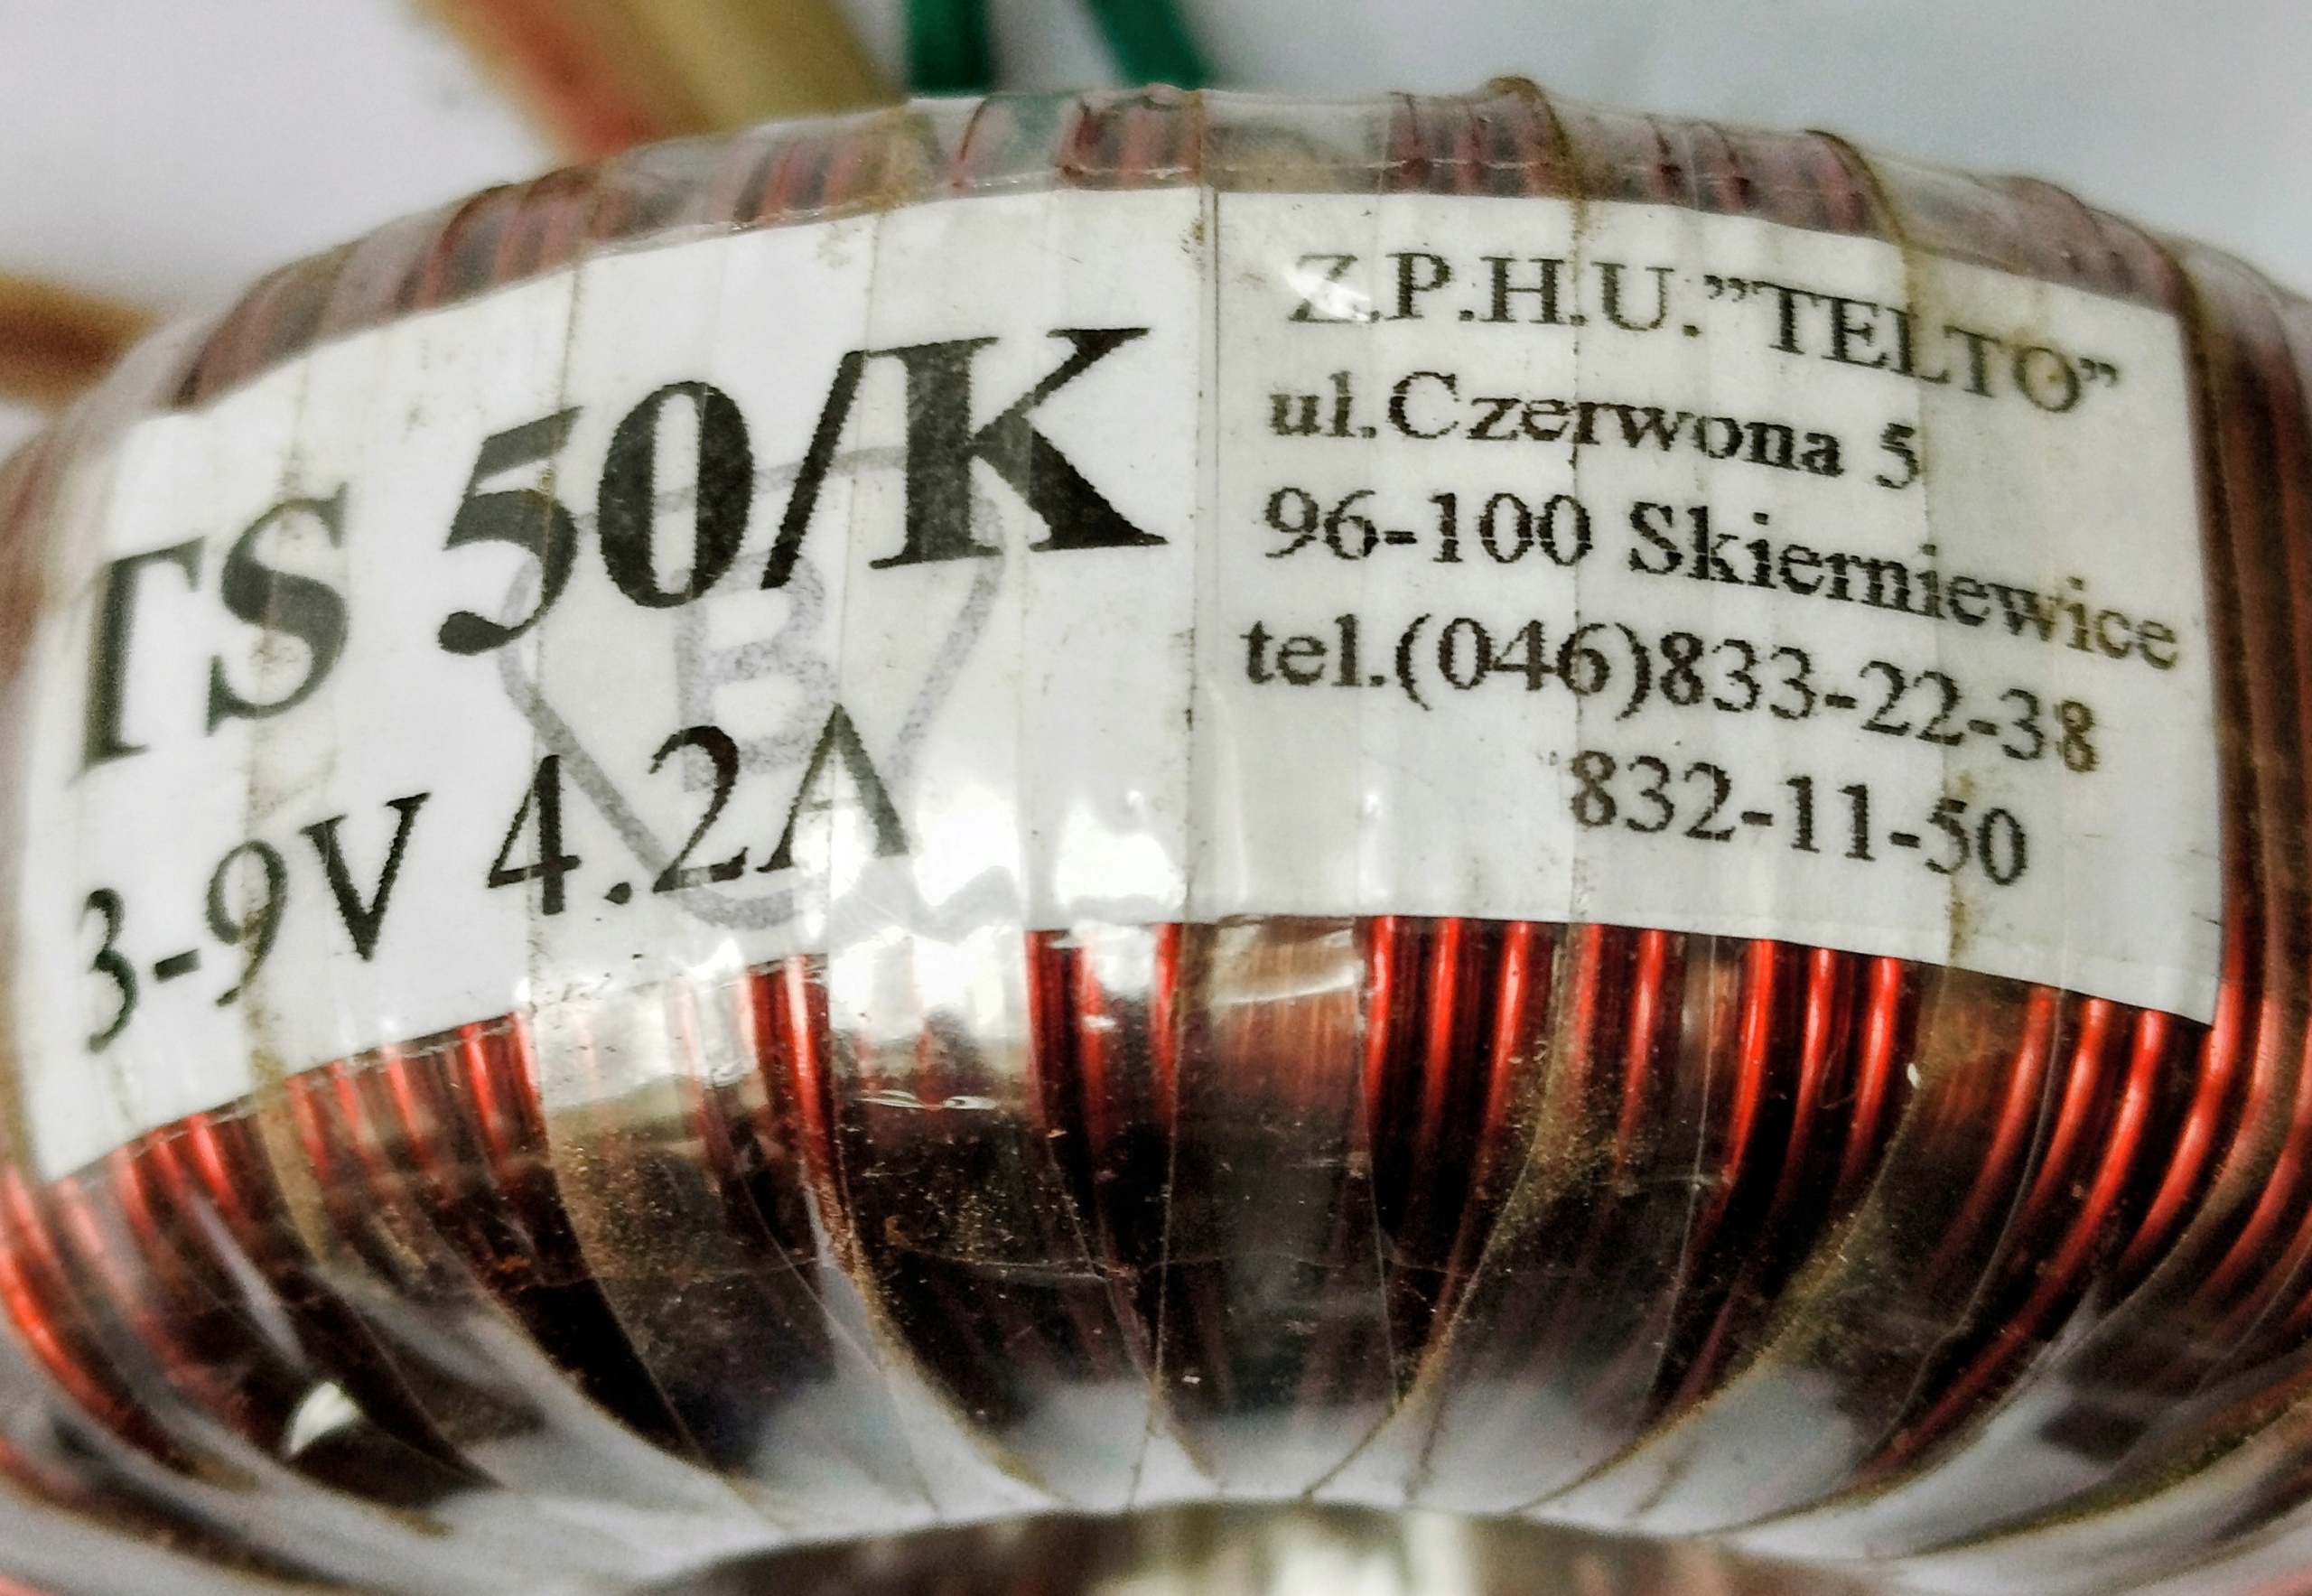 TS 50/K
3-9V 4.2A
B
Z.P.H.U.”TELTO”
ul.Czerwona 5
96-100 Skierniewice
tel.(046)833-22-38
832-11-50